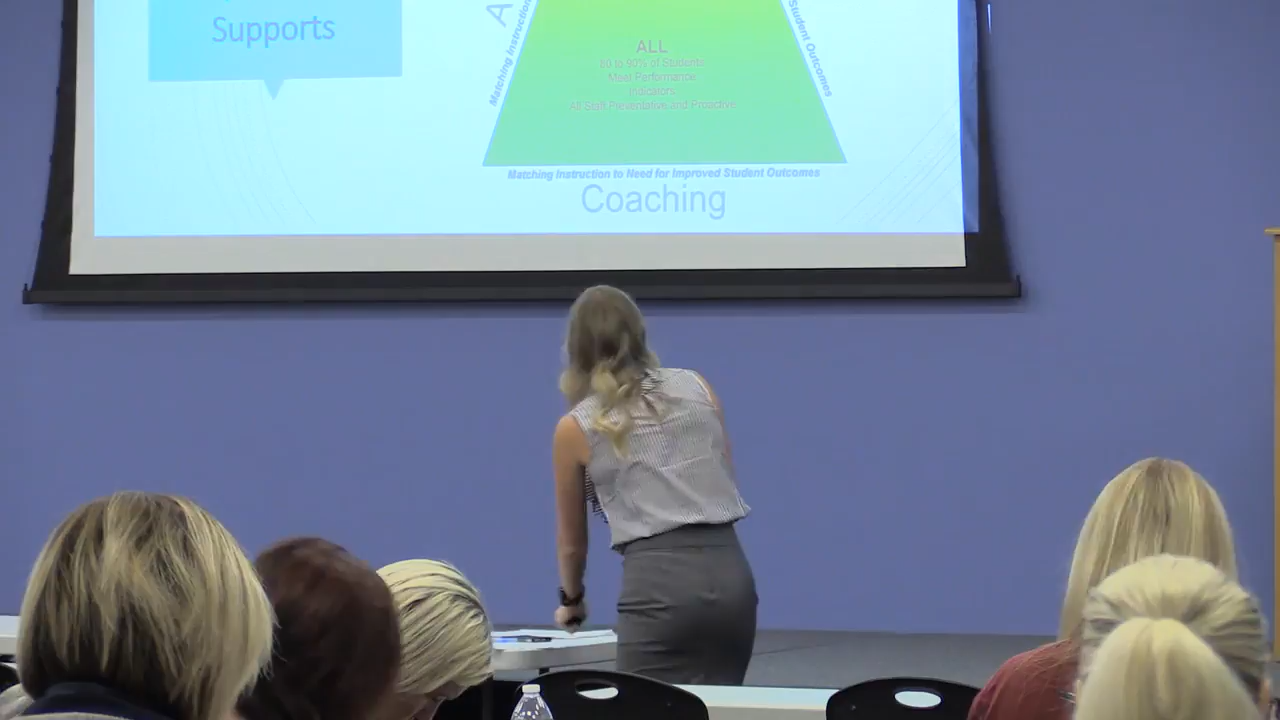 Supports
A
Matching Instruction
Student Outcomes
ALL
80 to 90% of Students
Meet Performance
Indicators
All Staff Preventative and Proactive
Matching Instruction to Need for Improved Student Outcomes
Coaching